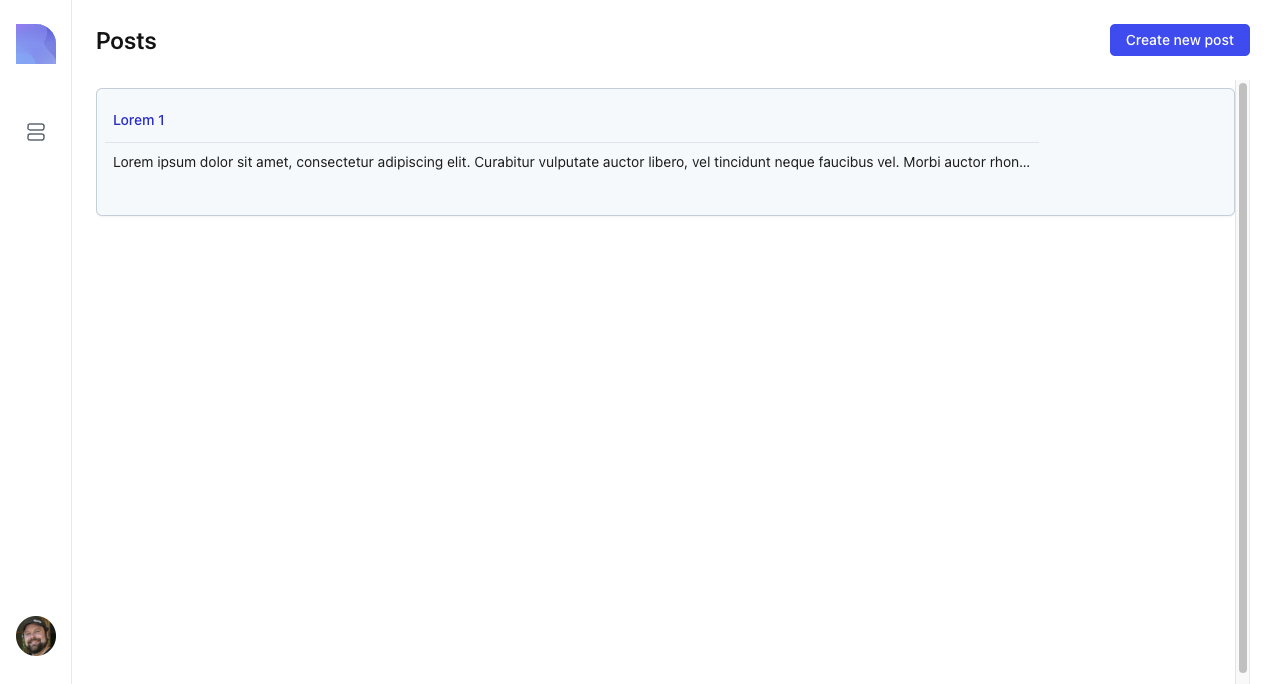 Posts
Create new post
Lorem 1
Lorem ipsum dolor sit amet, consectetur adipiscing elit. Curabitur vulputate auctor libero, vel tincidunt neque faucibus vel. Morbi auctor rhon...